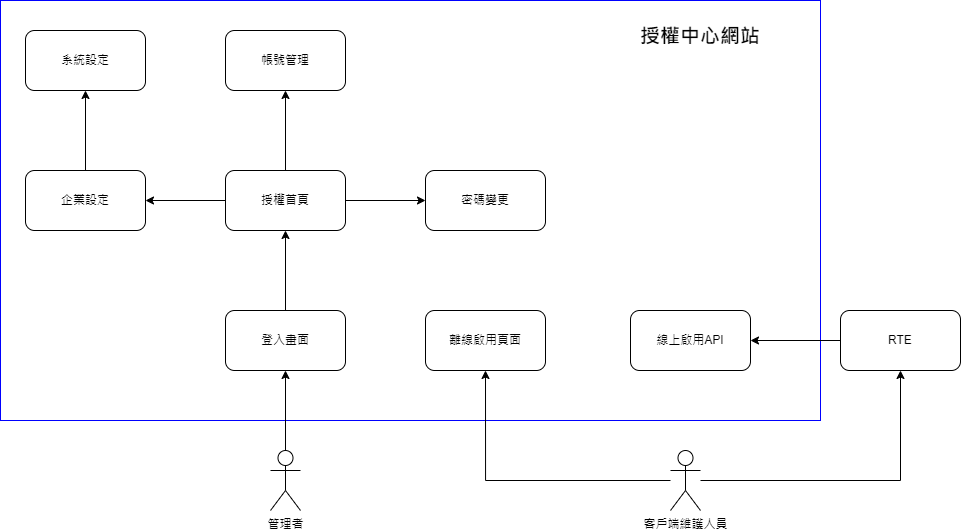 授權中心網站
系統設定
帳號管理
企業設定
授權首頁
密碼變更
登入畫面
離線啟用頁面
線上啟用API
RTE
管理者
客戶端維護人員